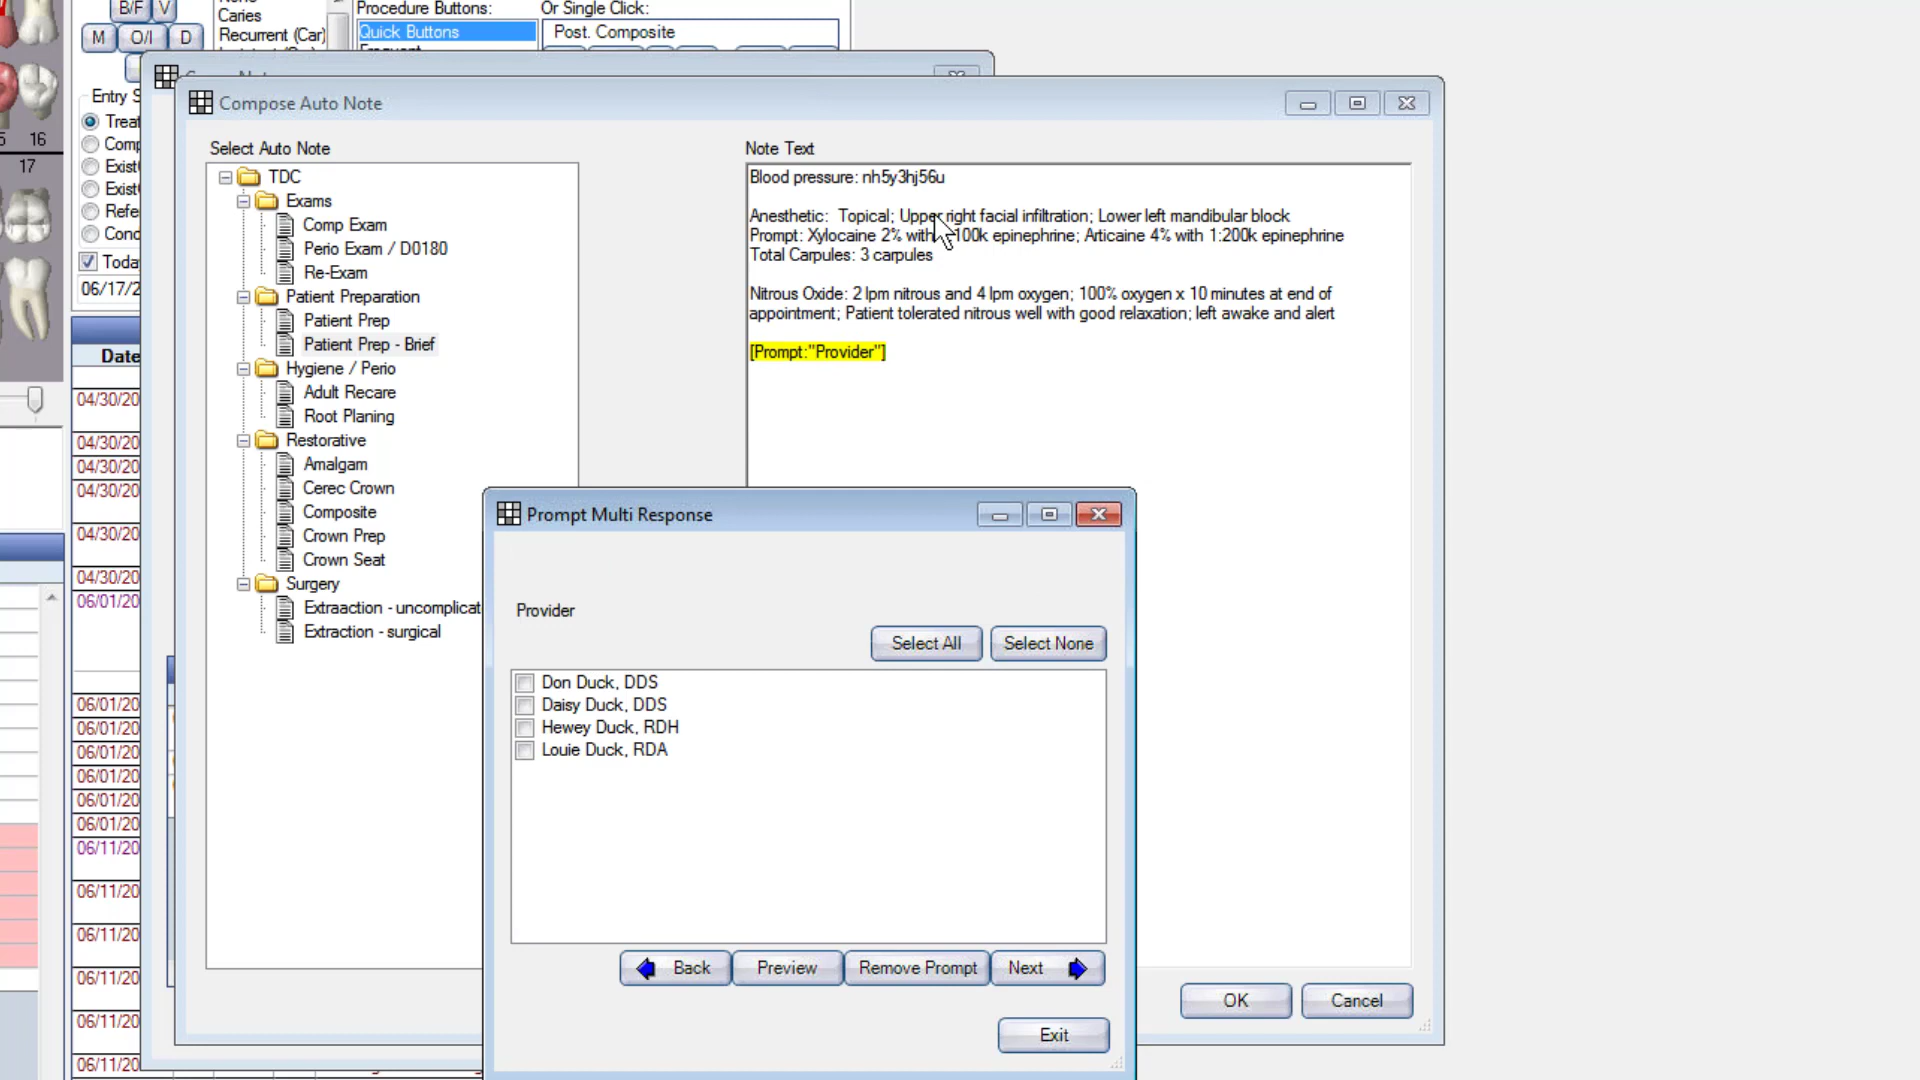 B/F V
M O/I D
Caries
Recurrent (Car)
Procedure Buttons:
Quick Buttons
Or Single Click:
Post. Composite
16
17
Entry S
Treat
Comp
Exist
Exist
Refe
Cond
Toda
06/17/2
Date
04/30/20
04/30/20
04/30/20
04/30/20
04/30/20
04/30/20
06/01/20
06/01/20
06/01/20
06/01/20
06/01/20
06/01/20
06/01/20
06/11/20
06/11/20
06/11/20
06/11/20
06/11/20
06/11/20
Compose Auto Note
Select Auto Note
TDC
Exams
Comp Exam
Perio Exam / D0180
Re-Exam
Patient Preparation
Patient Prep
Patient Prep - Brief
Hygiene / Perio
Adult Recare
Root Planing
Restorative
Amalgam
Cerec Crown
Composite
Crown Prep
Crown Seat
Surgery
Extraaction - uncomplicat
Extraction - surgical
Note Text
Blood pressure: nh5y3hj56u
Anesthetic: Topical; Upper right facial infiltration; Lower left mandibular block
Prompt: Xylocaine 2% with 100k epinephrine; Articaine 4% with 1:200k epinephrine
Total Carpules: 3 carpules
Nitrous Oxide: 2 lpm nitrous and 4 lpm oxygen; 100% oxygen x 10 minutes at end of
appointment; Patient tolerated nitrous well with good relaxation; left awake and alert
[Prompt:"Provider"]
Prompt Multi Response
Provider
Select All Select None
Don Duck, DDS
Daisy Duck, DDS
Hewey Duck, RDH
Louie Duck, RDA
Back Preview Remove Prompt Next
Exit
OK Cancel